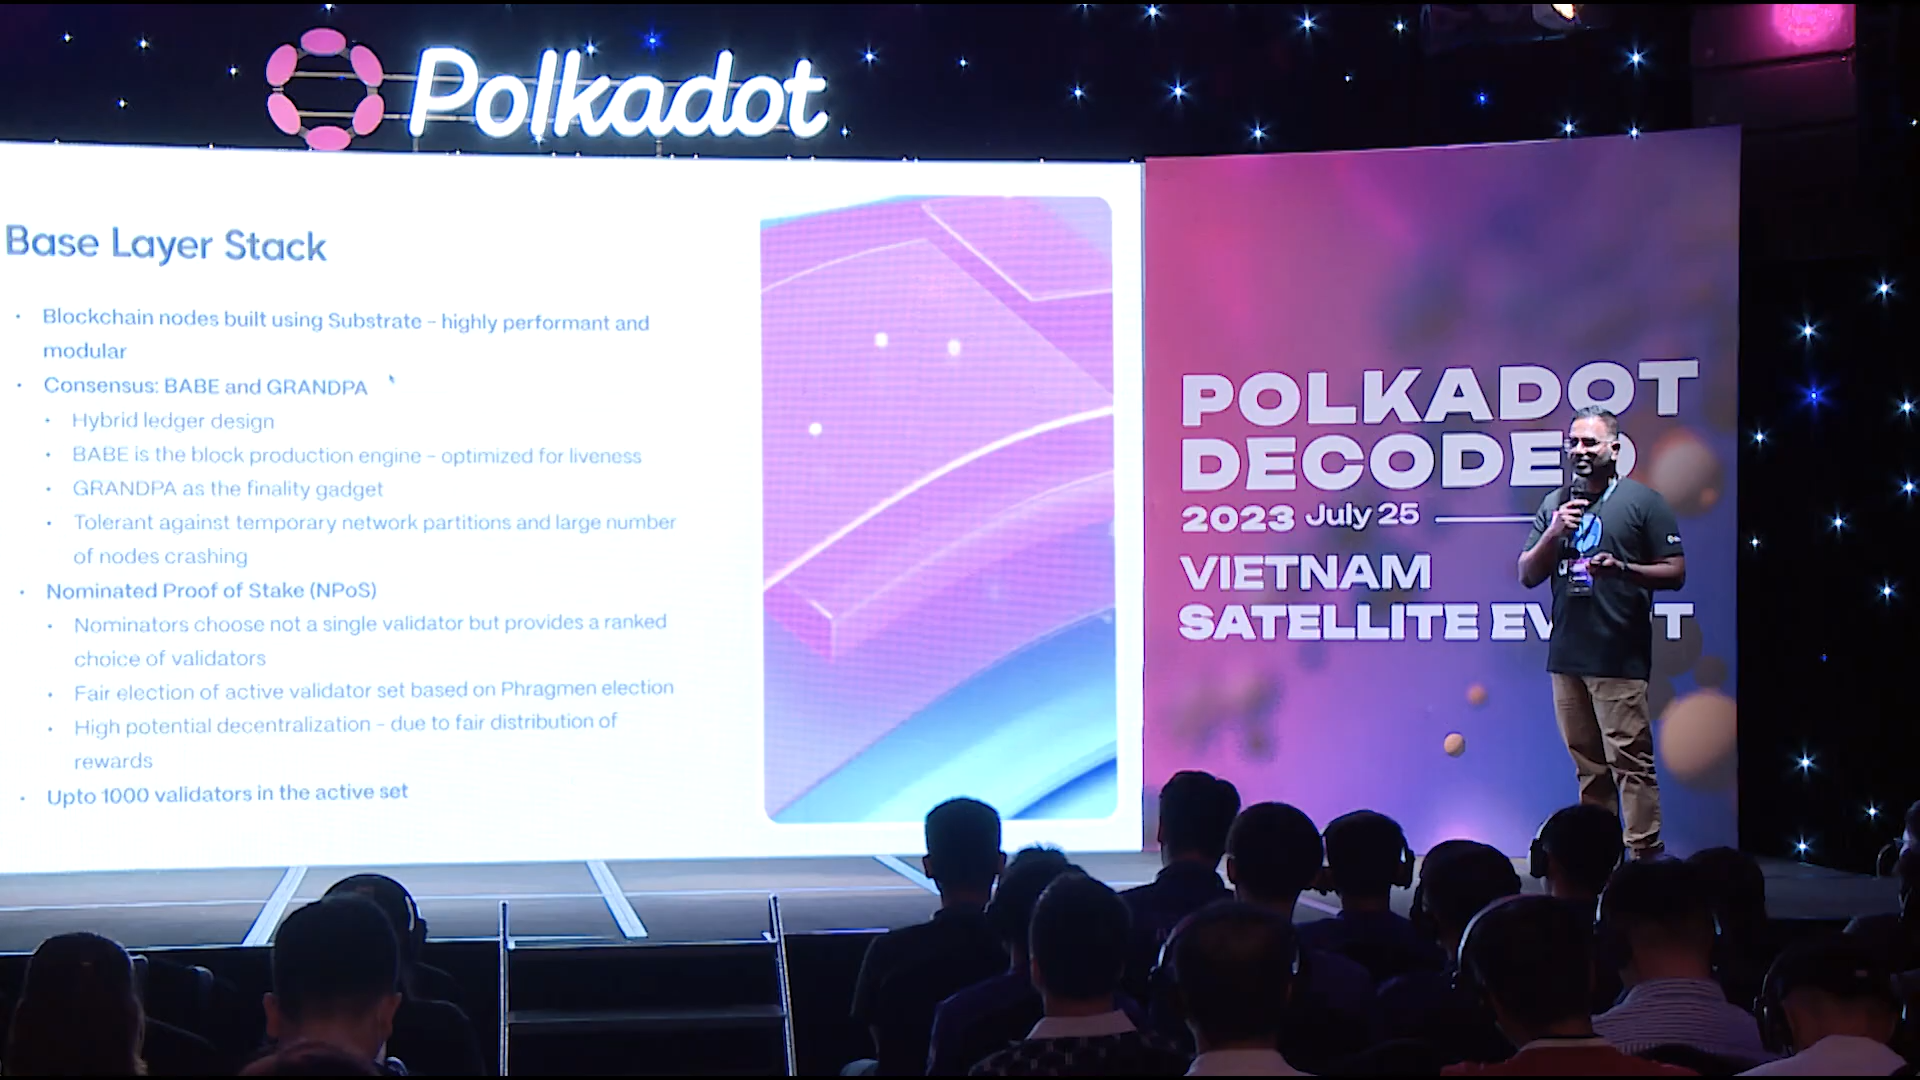 Polkadot
Base Layer Stack
• Blockchain nodes built using Substrate – highly performant and
modular
• Consensus: BABE and GRANDPA
• Hybrid ledger design
• BABE is the block production engine – optimized for liveness
• GRANDPA as the finality gadget
• Tolerant against temporary network partitions and large number
of nodes crashing
• Nominated Proof of Stake (NPoS)
• Nominators choose not a single validator but provides a ranked
choice of validators
• Fair election of active validator set based on Phragmen election
• High potential decentralization – due to fair distribution of
rewards
• Upto 1000 validators in the active set
POLKADOT
DECODED
2023 July 25
VIETNAM
SATELLITE EV T